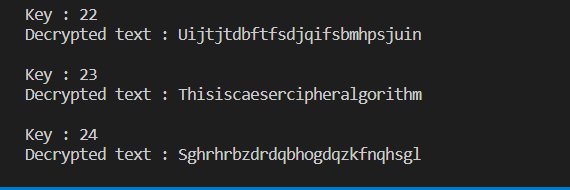 Key : 22
Decrypted text : Uijtjtdbftfsdjqifsbmhpsjuin
Key : 23
Decrypted text : Thisiscaesercipheralgorithm
Key : 24
Decrypted text : Sghrhrbzdrdqbhogdqzkfnqhsgl